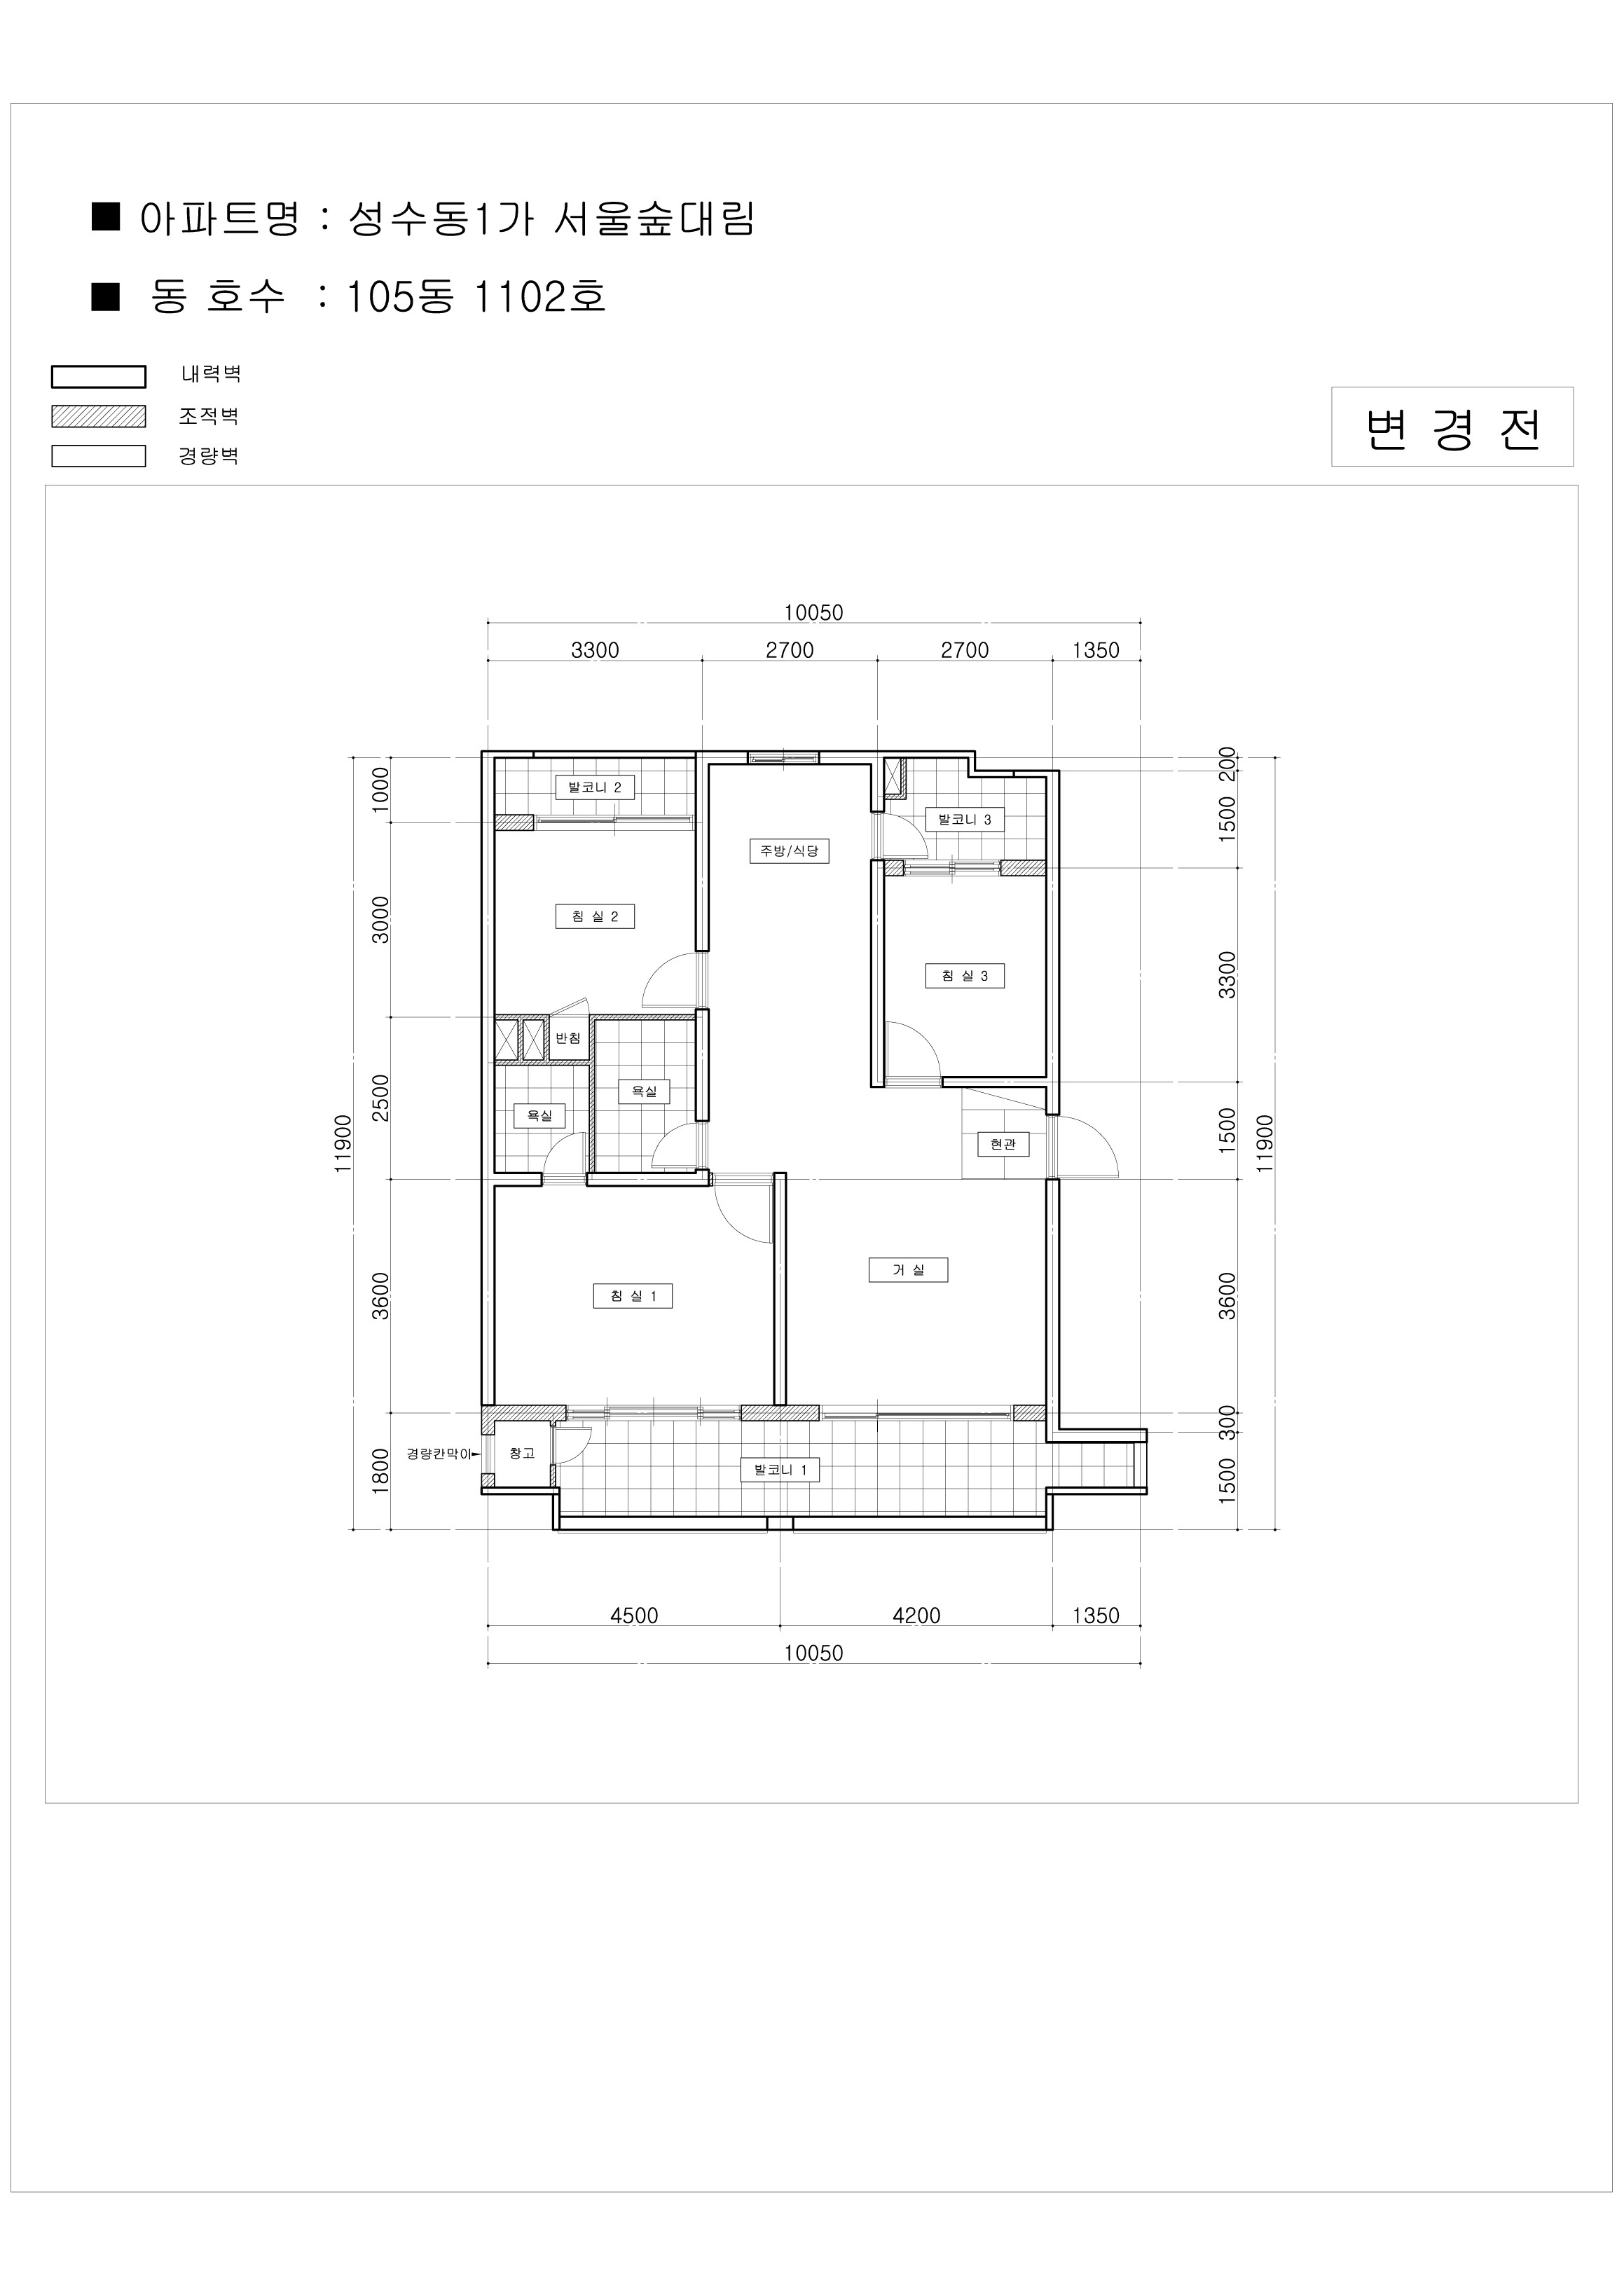 ■ 아파트명 : 성수동1가 서울숲대림
■ 동 호수 : 105동 1102호
내력벽
조적벽
경량벽
변 경 전
10050
3300 2700 2700 1350
1000
3000
2500
3600
1800
11900
200
1500
3300
1500
3600
300
1500
11900
발코니 2
주방/식당
발코니 3
침 실 2
침 실 3
반침
욕실
욕실
현관
거 실
침 실 1
경량칸막이
창고
발코니 1
4500 4200 1350
10050